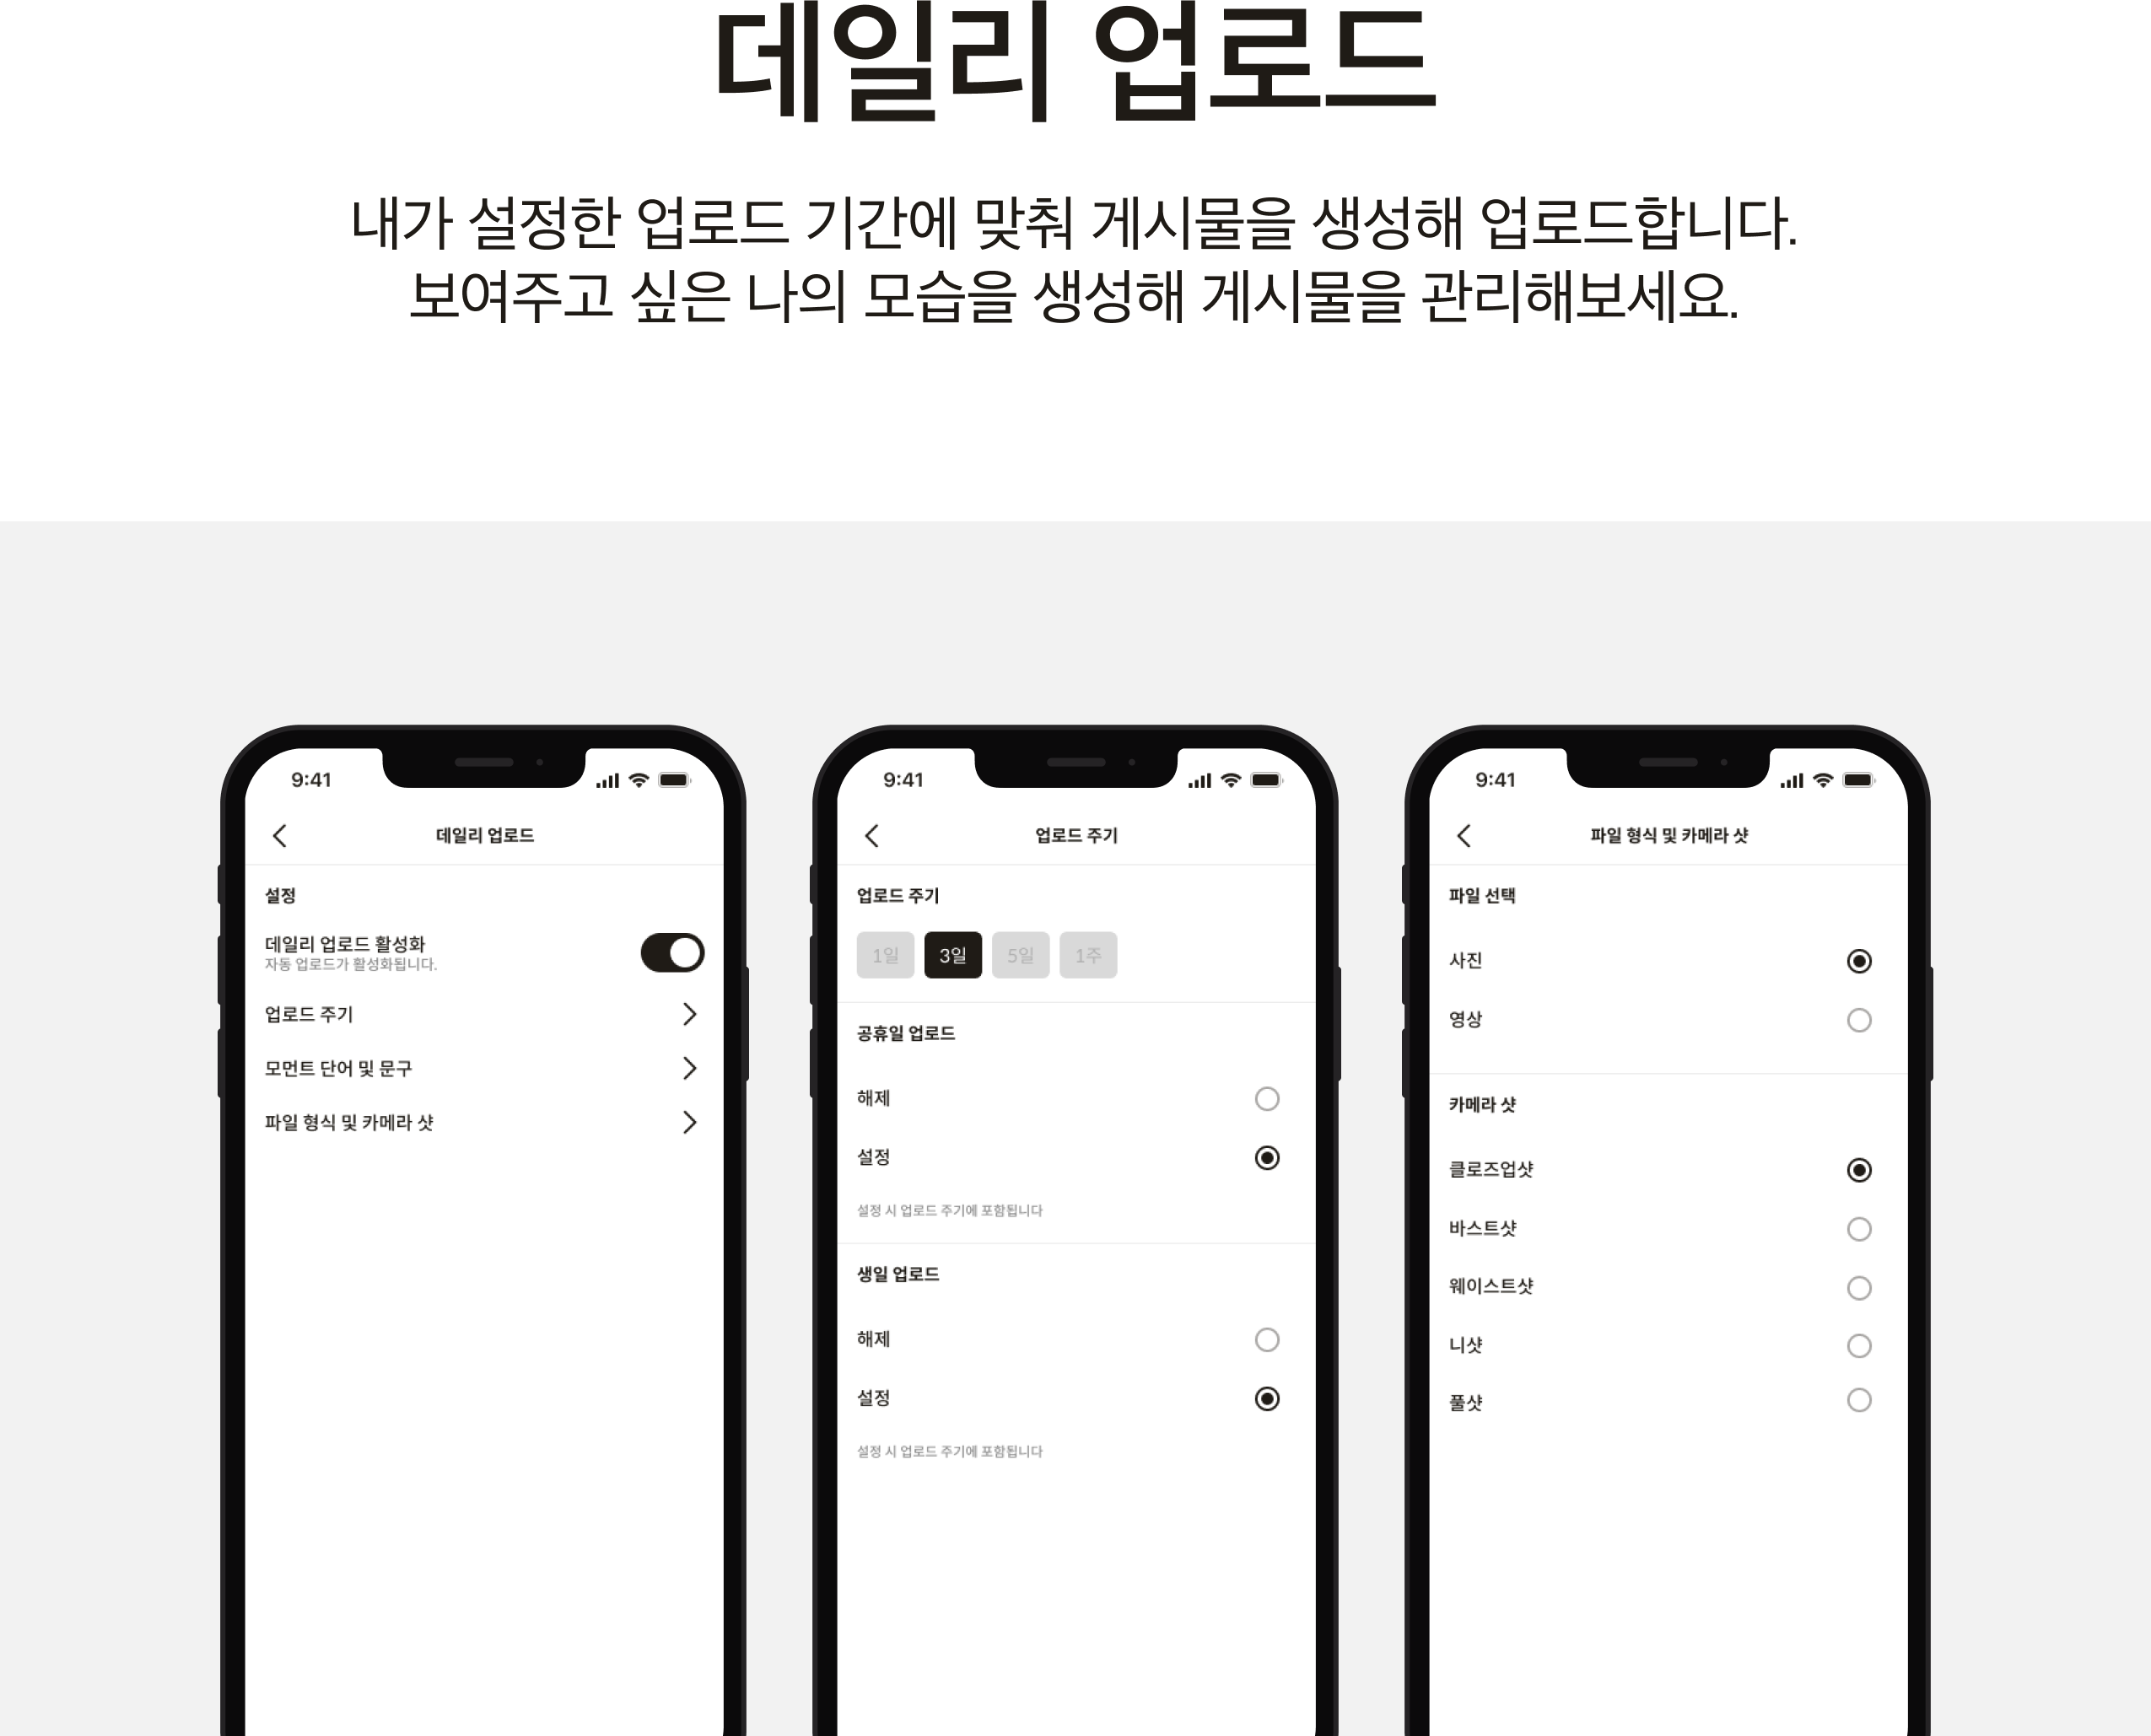 데일리 업로드
내가 설정한 업로드 기간에 맞춰 게시물을 생성해 업로드합니다.
보여주고 싶은 나의 모습을 생성해 게시물을 관리해보세요.
9:41
데일리 업로드
설정
데일리 업로드 활성화
자동 업로드가 활성화됩니다.
업로드 주기
모먼트 단어 및 문구
파일 형식 및 카메라 샷
9:41
업로드 주기
업로드 주기
1일 3일 5일 1주
공휴일 업로드
해제
설정
설정 시 업로드 주기에 포함됩니다
생일 업로드
해제
설정
설정 시 업로드 주기에 포함됩니다
9:41
파일 형식 및 카메라 샷
파일 선택
사진
영상
카메라 샷
클로즈업샷
바스트샷
웨이스트샷
니샷
풀샷